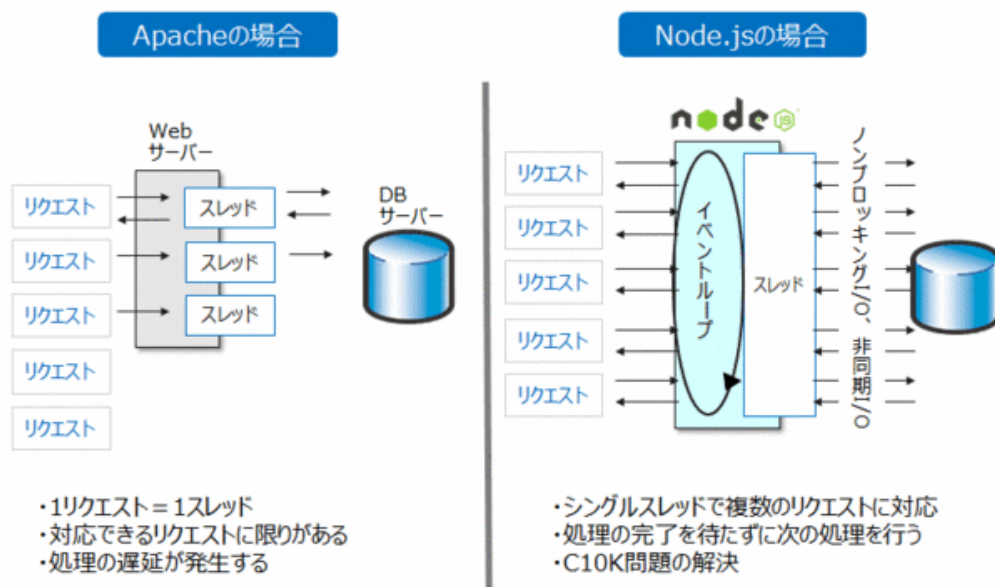 Apacheの場合
Web
サーバー
リクエスト
リクエスト
リクエスト
リクエスト
リクエスト
スレッド
スレッド
スレッド
DB
サーバー
・1リクエスト＝1スレッド
・対応できるリクエストに限りがある
・処理の遅延が発生する
Node.jsの場合
node js
リクエスト
リクエスト
リクエスト
リクエスト
リクエスト
イベントループ
スレッド
ノンブロッキングI/O、非同期I/O
・シングルスレッドで複数のリクエストに対応
・処理の完了を待たずに次の処理を行う
・C10K問題の解決